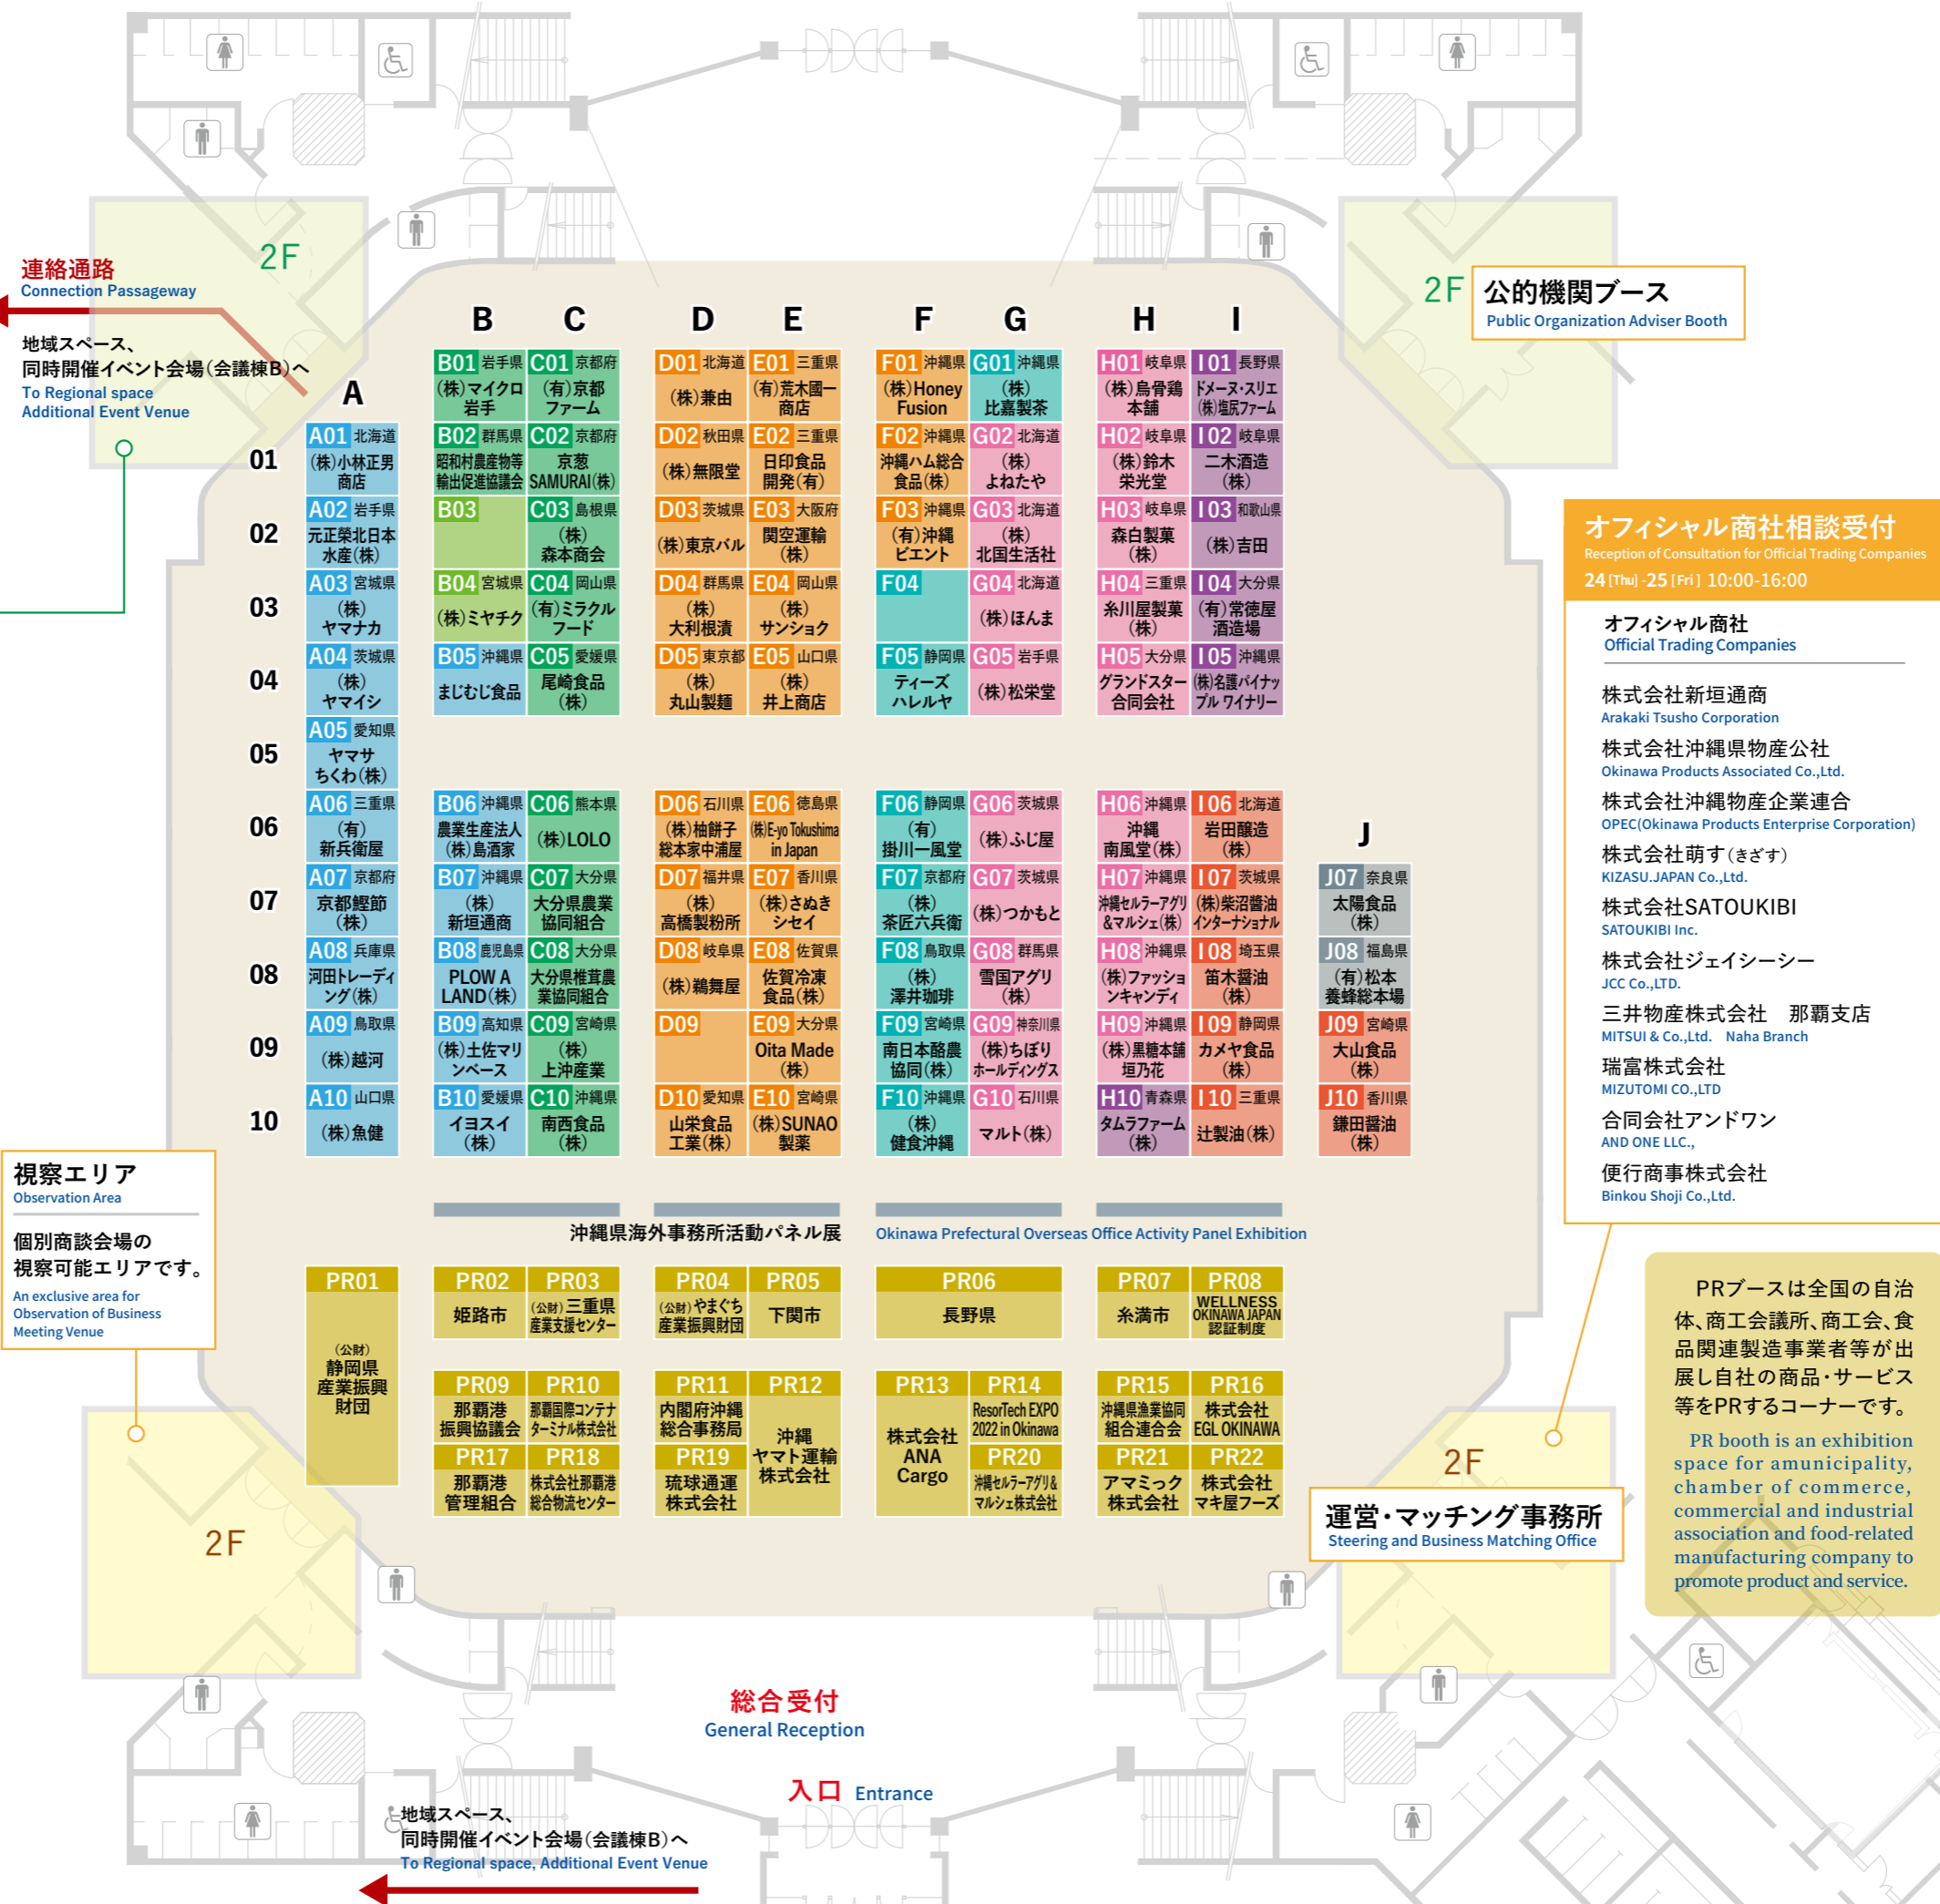 2F
連絡通路
Connection Passageway
地域スペース、
同時開催イベント会場(会議棟B)へ
To Regional space
Additional Event Venue
2F
公的機関ブース
Public Organization Adviser Booth
A
B
C
D
E
F
G
H
I
J
01
02
03
04
05
06
07
08
09
10
A01 北海道
(株)小林正男
商店
A02 岩手県
元正榮北日本
水産(株)
A03 宮城県
(株)
ヤマナカ
A04 茨城県
(株)
ヤマイシ
A05 愛知県
ヤマサ
ちくわ(株)
A06 三重県
(有)
新兵衛屋
A07 京都府
京都鰹節
(株)
A08 兵庫県
河田トレーディ
ング(株)
A09 鳥取県
(株)越河
A10 山口県
(株)魚健
B01 岩手県
(株)マイクロ
岩手
B02 群馬県
昭和村農産物等
輸出促進協議会
B03
B04 宮城県
(株)ミヤチク
B05 沖縄県
まじむじ食品
B06 沖縄県
農業生産法人
(株)島酒家
B07 沖縄県
(株)
新垣通商
B08 鹿児島県
PLOW A
LAND(株)
B09 高知県
(株)土佐マリ
ンベース
B10 愛媛県
イヨスイ
(株)
C01 京都府
(有)京都
ファーム
C02 京都府
京葱
SAMURAI(株)
C03 島根県
(株)
森本商会
C04 岡山県
(有)ミラクル
フード
C05 愛媛県
尾崎食品
(株)
C06 熊本県
(株)LOLO
C07 大分県
大分県農業
協同組合
C08 大分県
大分県椎茸農
業協同組合
C09 宮崎県
(株)
上沖産業
C10 沖縄県
南西食品
(株)
D01 北海道
(株)兼由
D02 秋田県
(株)無限堂
D03 茨城県
(株)東京バル
D04 群馬県
(株)
大利根漬
D05 東京都
(株)
丸山製麺
D06 石川県
(株)柚餅子
総本家中浦屋
D07 福井県
(株)
高橋製粉所
D08 岐阜県
(株)鵜舞屋
D09
D10 愛知県
山栄食品
工業(株)
E01 三重県
(有)荒木國一
商店
E02 三重県
日印食品
開発(有)
E03 大阪府
関空運輸
(株)
E04 岡山県
(株)
サンショク
E05 山口県
(株)
井上商店
E06 徳島県
(株)E-yo Tokushima
in Japan
E07 香川県
(株)さぬき
シセイ
E08 佐賀県
佐賀冷凍
食品(株)
E09 大分県
Oita Made
(株)
E10 宮崎県
(株)SUNAO
製薬
F01 沖縄県
(株)Honey
Fusion
F02 沖縄県
沖縄ハム総合
食品(株)
F03 沖縄県
(有)沖縄
ビエント
F04
F05 静岡県
ティーズ
ハレルヤ
F06 静岡県
(有)
掛川一風堂
F07 京都府
(株)
茶匠六兵衛
F08 鳥取県
(株)
澤井珈琲
F09 宮崎県
南日本酪農
協同(株)
F10 沖縄県
(株)
健食沖縄
G01 沖縄県
(株)
比嘉製茶
G02 北海道
(株)
よねたや
G03 北海道
(株)
北国生活社
G04 北海道
(株)ほんま
G05 岩手県
(株)松栄堂
G06 茨城県
(株)ふじ屋
G07 茨城県
(株)つかもと
G08 群馬県
雪国アグリ
(株)
G09 神奈川県
(株)ちぼり
ホールディングス
G10 石川県
マルト(株)
H01 岐阜県
(株)烏骨鶏
本舗
H02 岐阜県
(株)鈴木
栄光堂
H03 岐阜県
森白製菓
(株)
H04 三重県
糸川屋製菓
(株)
H05 大分県
グランドスター
合同会社
H06 沖縄県
沖縄
南風堂(株)
H07 沖縄県
沖縄セルラーアグリ
&マルシェ(株)
H08 沖縄県
(株)ファッショ
ンキャンディ
H09 沖縄県
(株)黒糖本舗
垣乃花
H10 青森県
タムラファーム
(株)
I01 長野県
ドメーヌ・スリエ
(株)塩尻ファーム
I02 岐阜県
二木酒造
(株)
I03 和歌山県
(株)吉田
I04 大分県
(有)常徳屋
酒造場
I05 沖縄県
(株)名護パイナッ
プル ワイナリー
I06 北海道
岩田醸造
(株)
I07 茨城県
(株)柴沼醤油
インターナショナル
I08 埼玉県
笛木醤油
(株)
I09 静岡県
カメヤ食品
(株)
I10 三重県
辻製油(株)
J07 奈良県
太陽食品
(株)
J08 福島県
(有)松本
養蜂総本場
J09 宮崎県
大山食品
(株)
J10 香川県
鎌田醤油
(株)
オフィシャル商社相談受付
Reception of Consultation for Official Trading Companies
24 [Thu] -25 [Fri] 10:00-16:00
オフィシャル商社
Official Trading Companies
株式会社新垣通商
Arakaki Tsusho Corporation
株式会社沖縄県物産公社
Okinawa Products Associated Co.,Ltd.
株式会社沖縄物産企業連合
OPEC(Okinawa Products Enterprise Corporation)
株式会社萌す(きざす)
KIZASU.JAPAN Co.,Ltd.
株式会社SATOUKIBI
SATOUKIBI Inc.
株式会社ジェイシーシー
JCC Co.,LTD.
三井物産株式会社 那覇支店
MITSUI & Co.,Ltd. Naha Branch
瑞富株式会社
MIZUTOMI CO.,LTD
合同会社アンドワン
AND ONE LLC.,
便行商事株式会社
Binkou Shoji Co.,Ltd.
視察エリア
Observation Area
個別商談会場の
視察可能エリアです。
An exclusive area for
Observation of Business
Meeting Venue
沖縄県海外事務所活動パネル展 Okinawa Prefectural Overseas Office Activity Panel Exhibition
PR01
(公財)
静岡県
産業振興
財団
PR02
姫路市
PR03
(公財)三重県
産業支援センター
PR04
(公財)やまぐち
産業振興財団
PR05
下関市
PR06
長野県
PR07
糸満市
PR08
WELLNESS
OKINAWA JAPAN
認証制度
PR09
那覇港
振興協議会
PR10
那覇国際コンテナ
ターミナル株式会社
PR11
内閣府沖縄
総合事務局
PR12
沖縄
ヤマト運輸
株式会社
PR13
株式会社
ANA
Cargo
PR14
ResorTech EXPO
2022 in Okinawa
PR15
沖縄県漁業協同
組合連合会
PR16
株式会社
EGL OKINAWA
PR17
那覇港
管理組合
PR18
株式会社那覇港
総合物流センター
PR19
琉球通運
株式会社
PR20
沖縄セルラーアグリ&
マルシェ株式会社
PR21
アマミック
株式会社
PR22
株式会社
マキ屋フーズ
PRブースは全国の自治
体、商工会議所、商工会、食
品関連製造事業者等が出
展し自社の商品・サービス
等をPRするコーナーです。
PR booth is an exhibition
space for amunicipality,
chamber of commerce,
commercial and industrial
association and food-related
manufacturing company to
promote product and service.
2F
2F
運営・マッチング事務所
Steering and Business Matching Office
総合受付
General Reception
入口 Entrance
地域スペース、
同時開催イベント会場(会議棟B)へ
To Regional space, Additional Event Venue